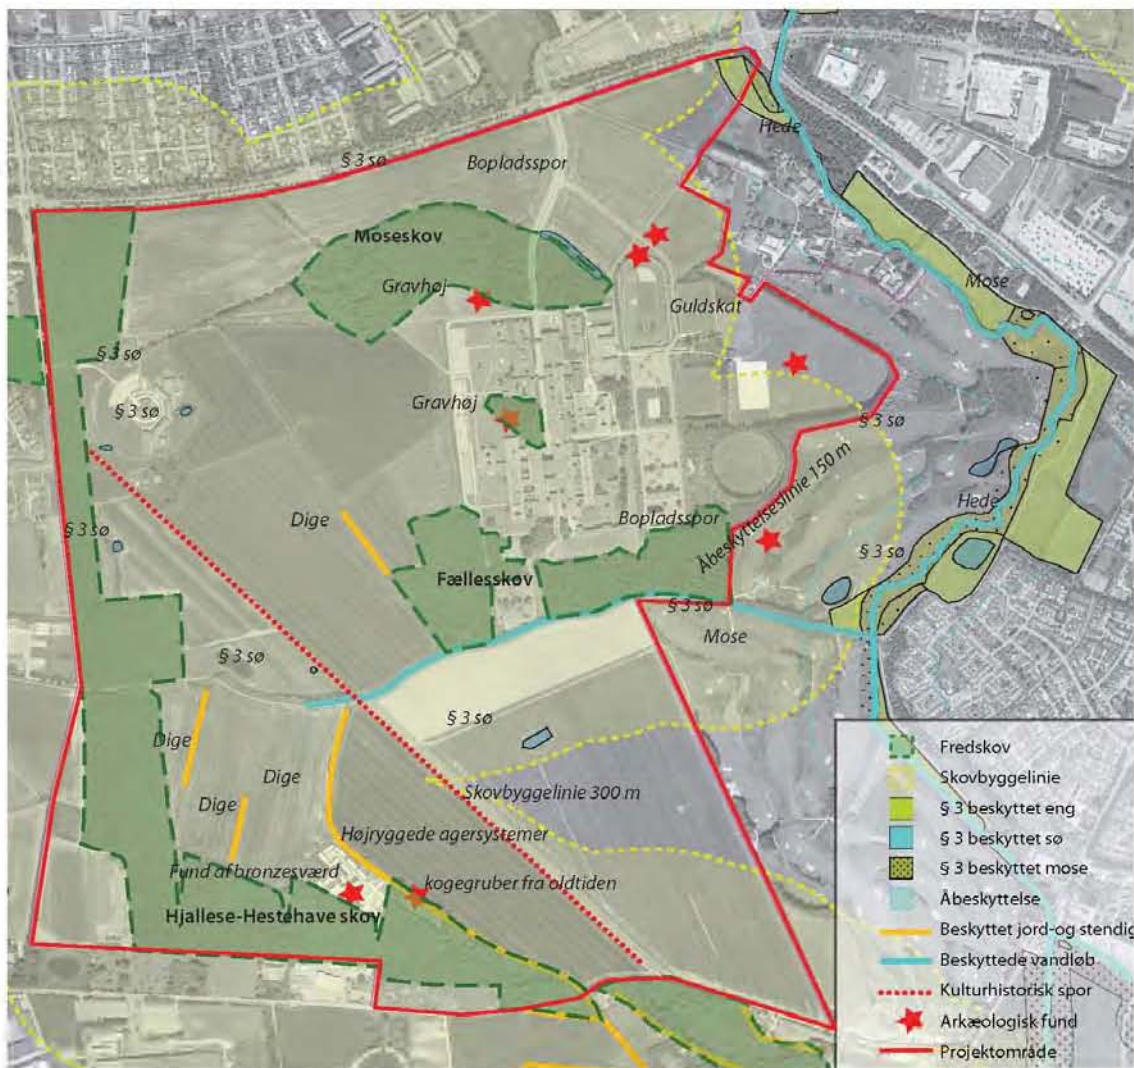 Hede
§ 3 sø
Bopladsspor
Moseskov
Gravhøj
Guldskat
Mose
§ 3 sø
§ 3 sø
Gravhøj
§ 3 sø
Åbeskyttelseslinie 150 m
Hede
Dige
Bopladsspor
§ 3 sø
§ 3 sø
Fællesskov
§ 3 sø
Mose
§ 3 sø
§ 3 sø
Dige
Dige
Dige
Skovbyggelinie 300 m
Højryggede agersystemer
Fund af bronzesværd
kogegruber fra oldtiden
Hjallese-Hestehave skov
Fredskov
Skovbyggelinie
§ 3 beskyttet eng
§ 3 beskyttet sø
§ 3 beskyttet mose
Åbeskyttelse
Beskyttet jord-og stendig
Beskyttede vandløb
Kulturhistorisk spor
Arkæologisk fund
Projektområde